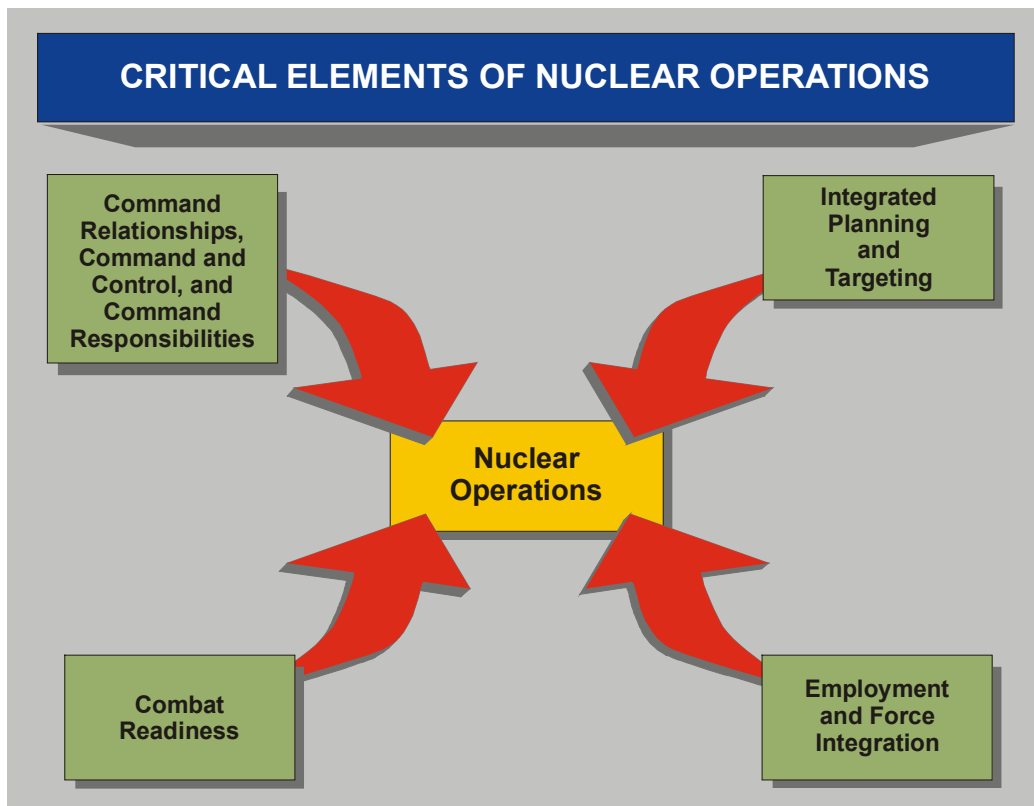 CRITICAL ELEMENTS OF NUCLEAR OPERATIONS
Command
Relationships,
Command and
Control, and
Command
Responsibilities
Integrated
Planning
and
Targeting
Nuclear
Operations
Combat
Readiness
Employment
and Force
Integration